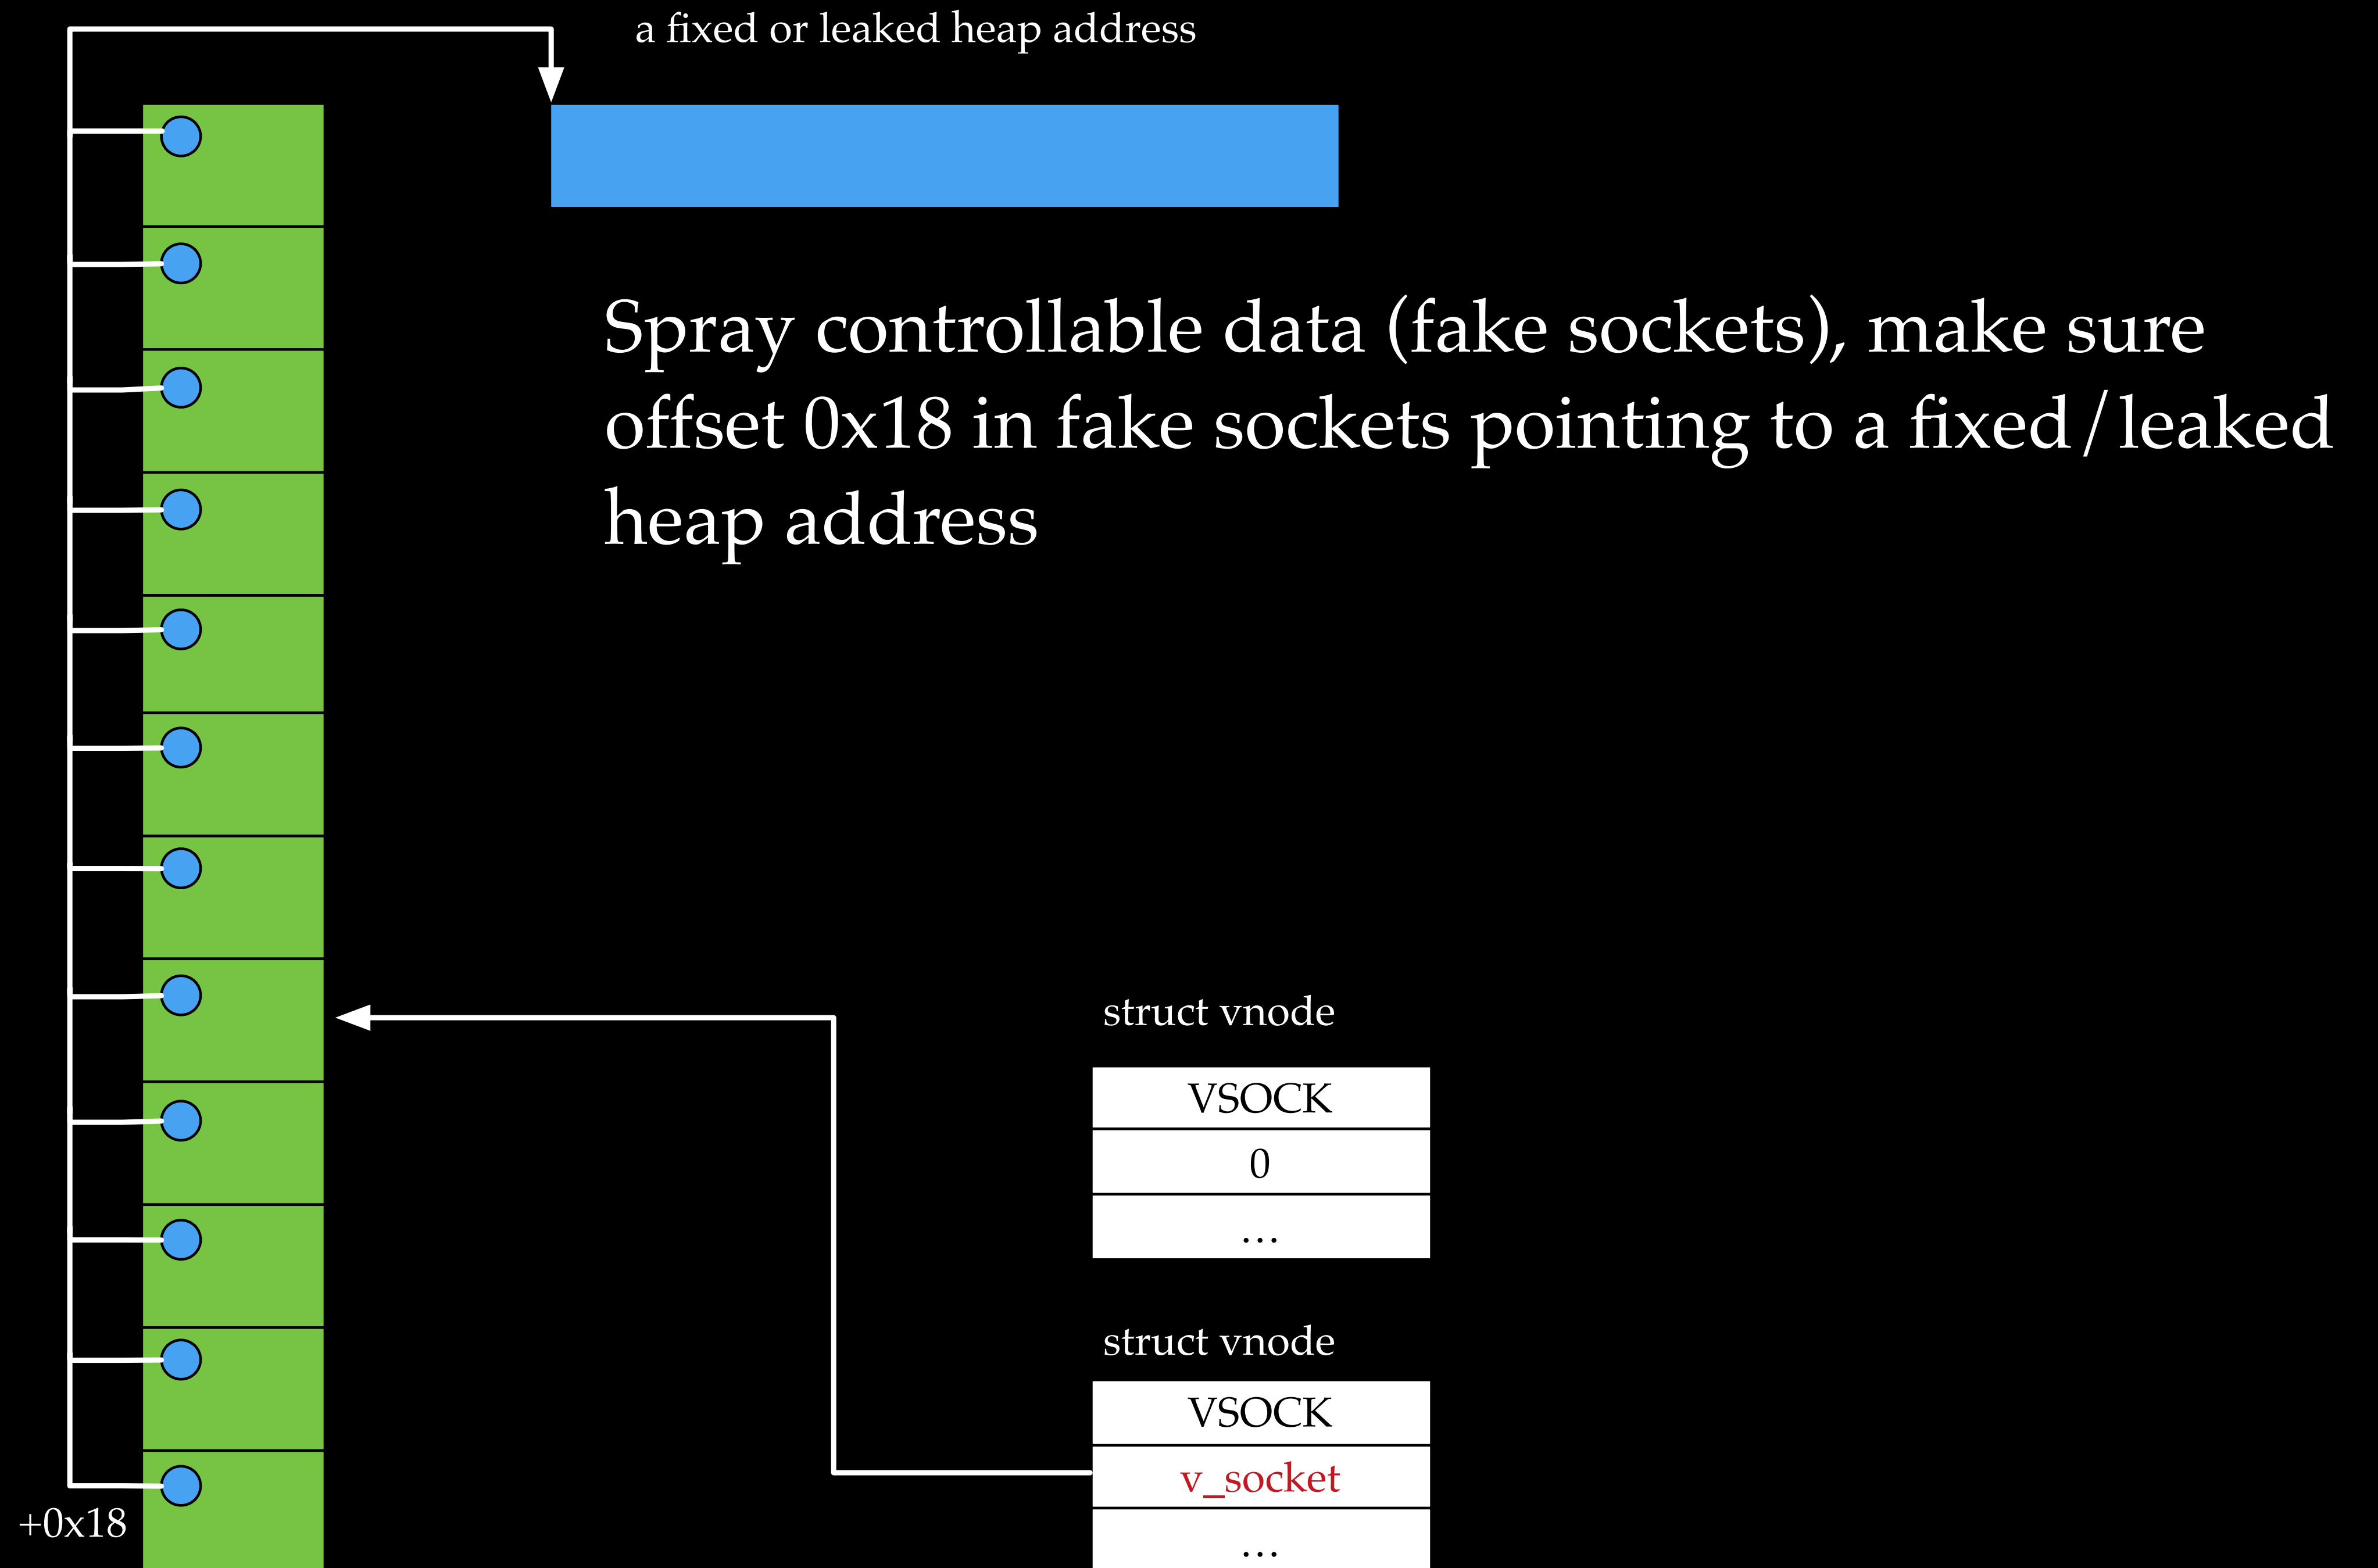 a fixed or leaked heap address
Spray controllable data (fake sockets), make sure
offset 0x18 in fake sockets pointing to a fixed/leaked
heap address
struct vnode
VSOCK
0
...
struct vnode
VSOCK
v_socket
...
+0x18